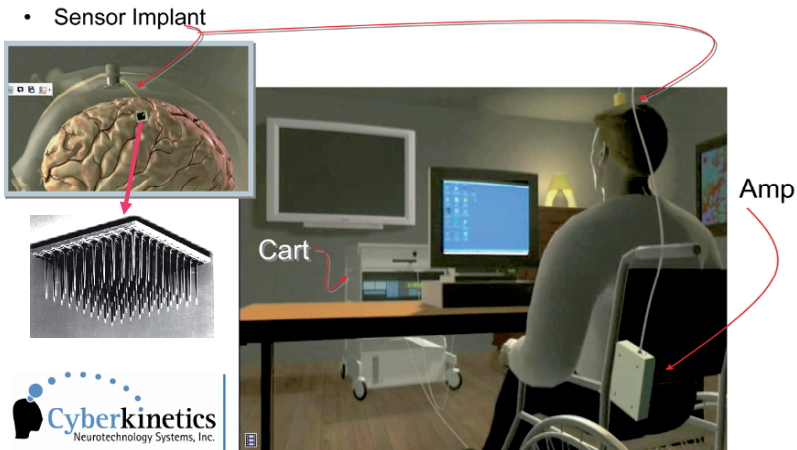 • Sensor Implant
Amp
Cart
Cyberkinetics
Neurotechnology Systems, Inc.